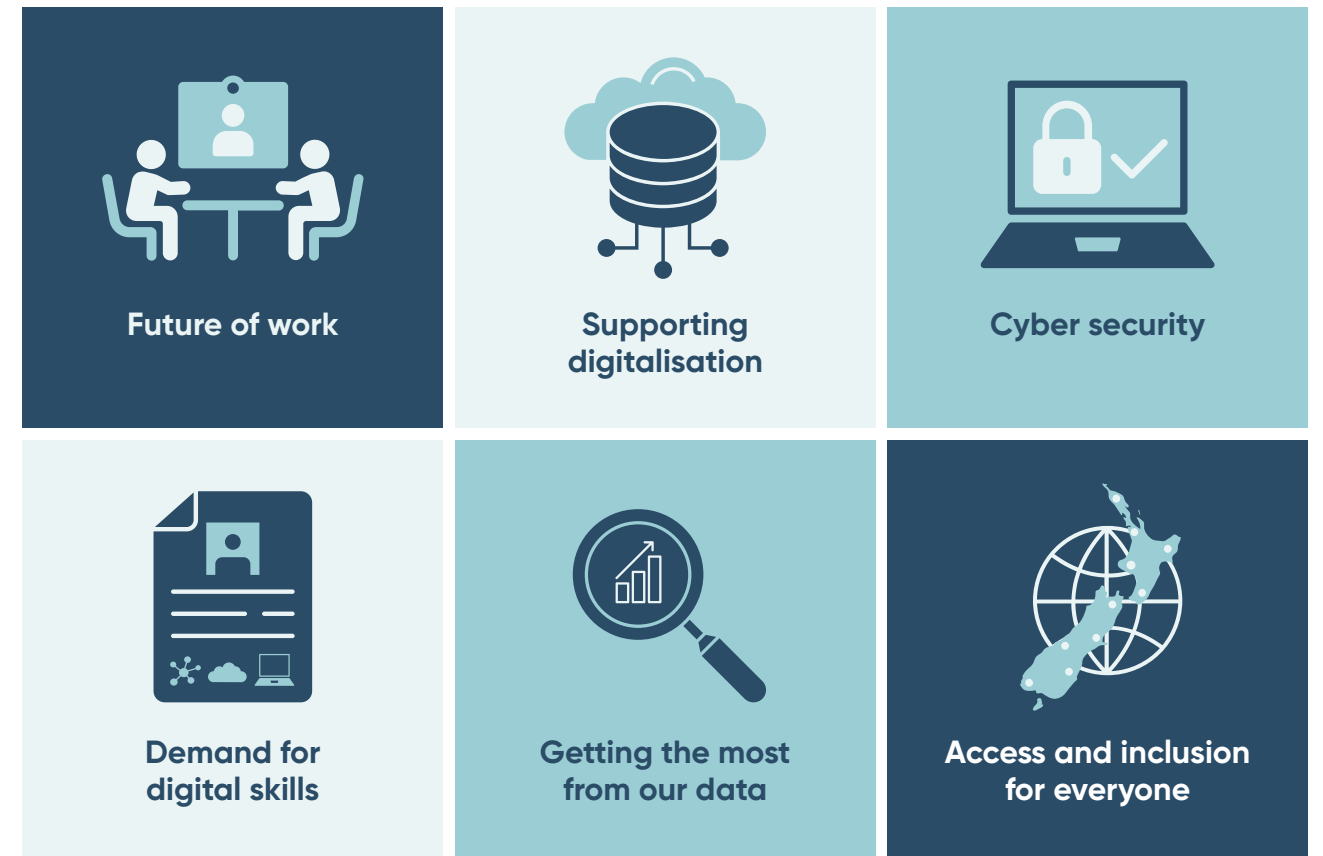 Future of work
Supporting
digitalisation
Cyber security
Demand for
digital skills
Getting the most
from our data
Access and inclusion
for everyone